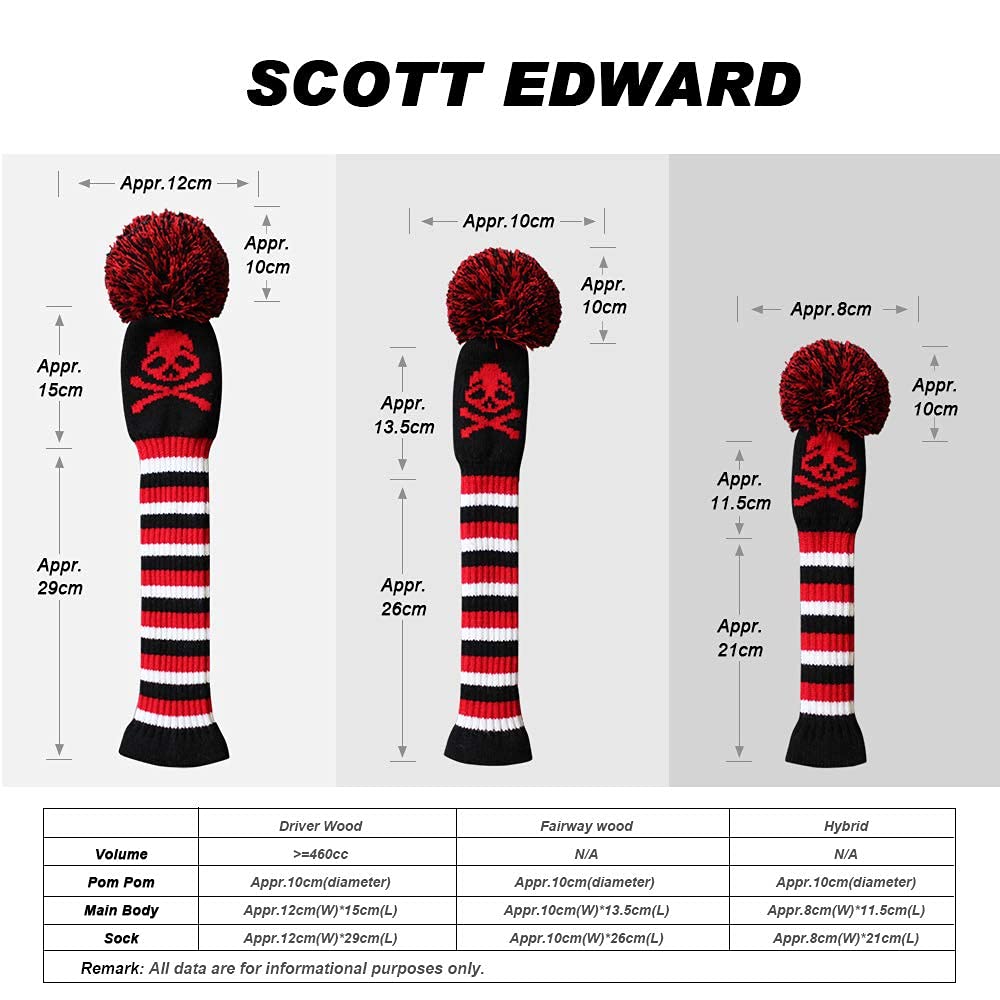 SCOTT EDWARD
Appr.12cm
Appr.
10cm
Appr.
15cm
Appr.
29cm
Appr.10cm
Appr.
10cm
Appr.
13.5cm
Appr.
26cm
Appr.8cm
Appr.
10cm
Appr.
11.5cm
Appr.
21cm
Driver Wood Fairway wood Hybrid
Volume >=460cc N/A N/A
Pom Pom Appr.10cm(diameter) Appr.10cm(diameter) Appr.10cm(diameter)
Main Body Appr.12cm(W)*15cm(L) Appr.10cm(W)*13.5cm(L) Appr.8cm(W)*11.5cm(L)
Sock Appr.12cm(W)*29cm(L) Appr.10cm(W)*26cm(L) Appr.8cm(W)*21cm(L)
Remark: All data are for informational purposes only.